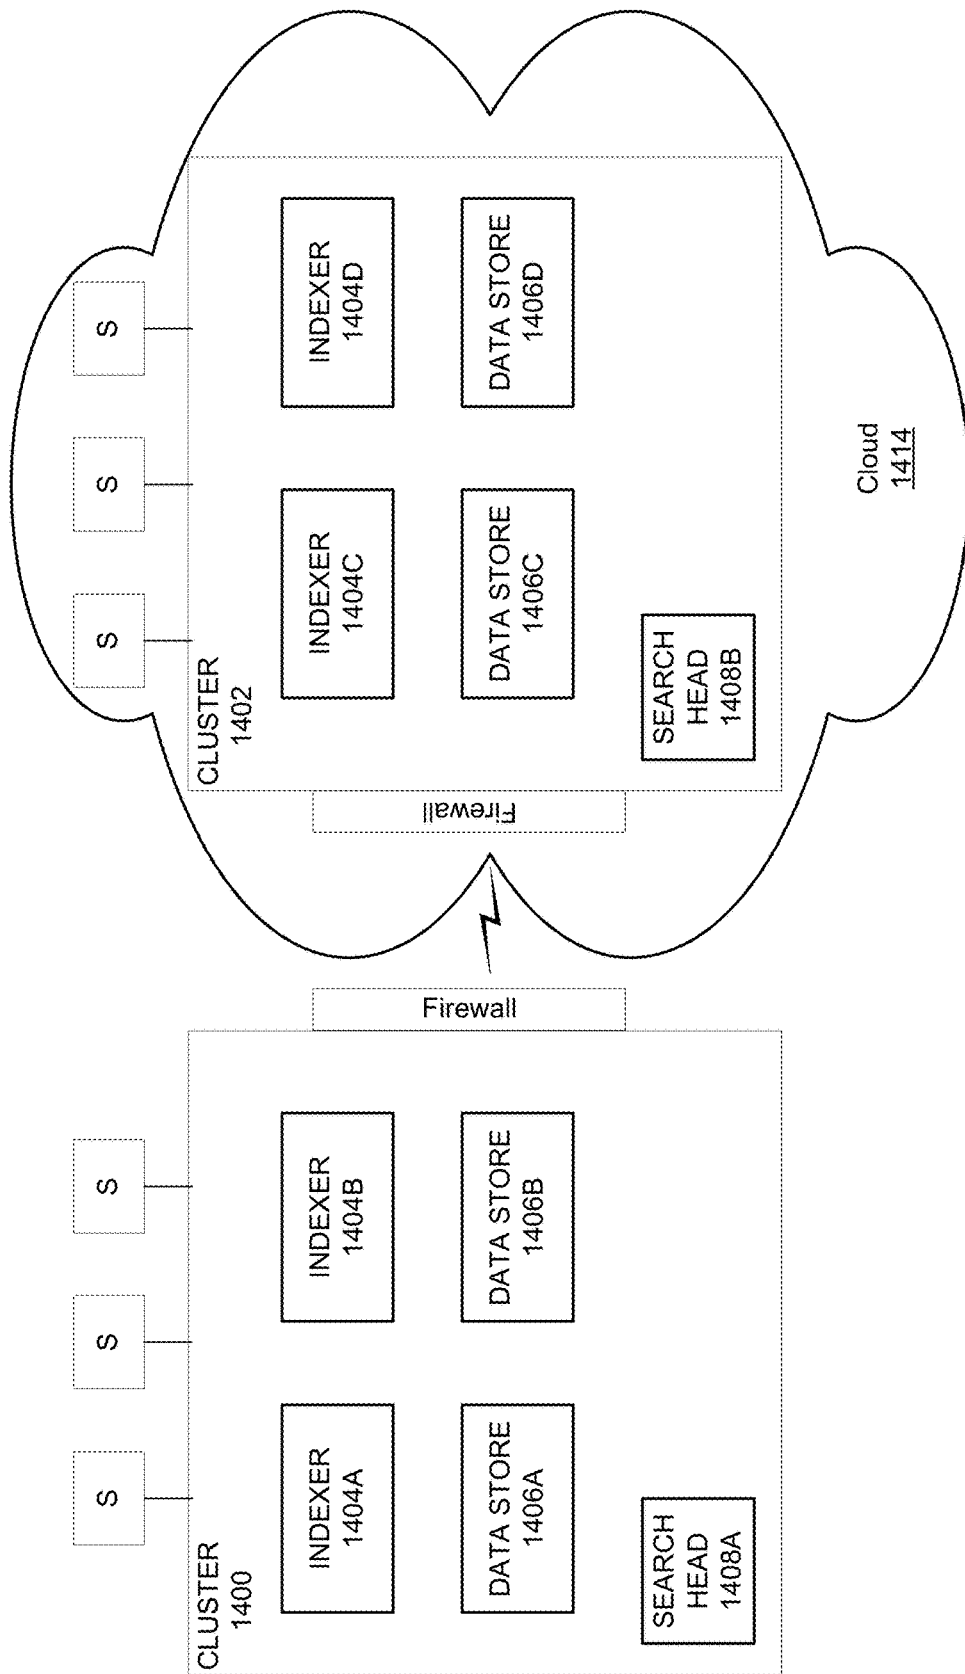 S
S
S
CLUSTER
1400
INDEXER
1404A
INDEXER
1404B
DATA STORE
1406A
DATA STORE
1406B
SEARCH
HEAD
1408A
Firewall
S
S
S
CLUSTER
1402
Firewall
INDEXER
1404C
INDEXER
1404D
DATA STORE
1406C
DATA STORE
1406D
SEARCH
HEAD
1408B
Cloud
1414